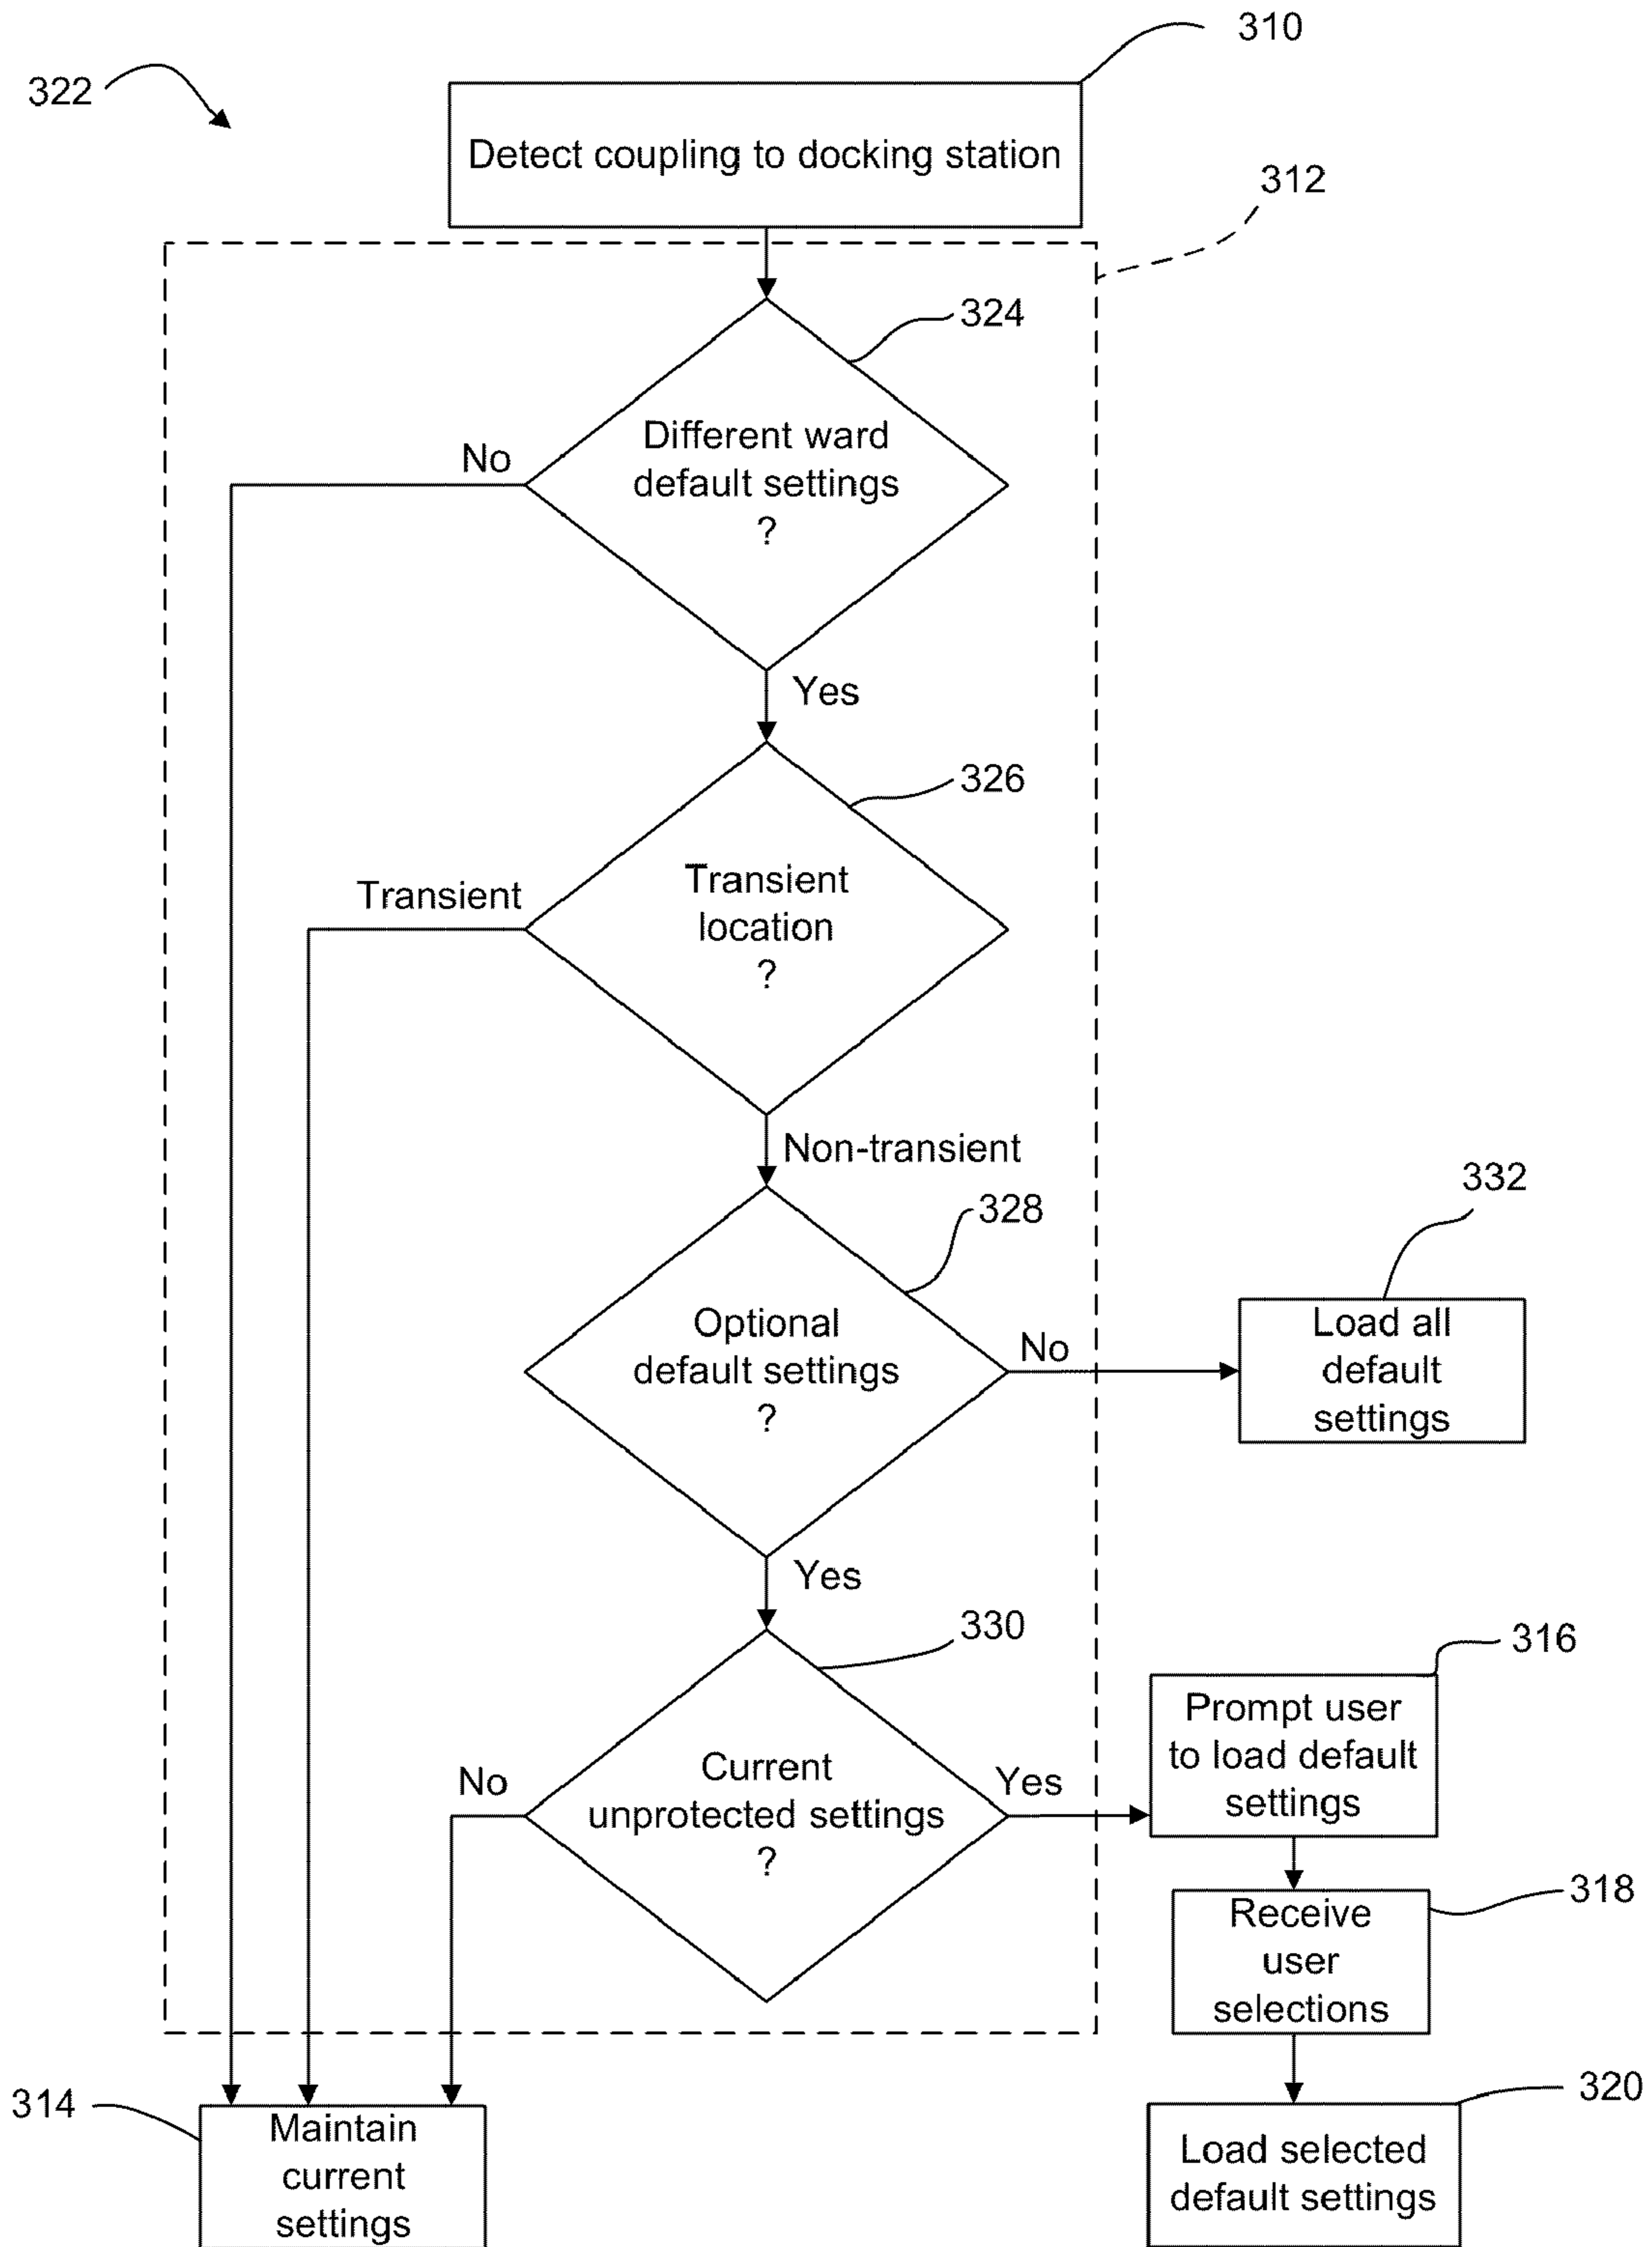 310
322
Detect coupling to docking station
312
324
Different ward
default settings
?
No
Yes
326
Transient
location
?
Transient
Non-transient
328
332
Optional
default settings
?
No
Load all
default
settings
Yes
330
316
Current
unprotected settings
?
No
Yes
Prompt user
to load default
settings
318
Receive
user
selections
314
320
Maintain
current
settings
Load selected
default settings